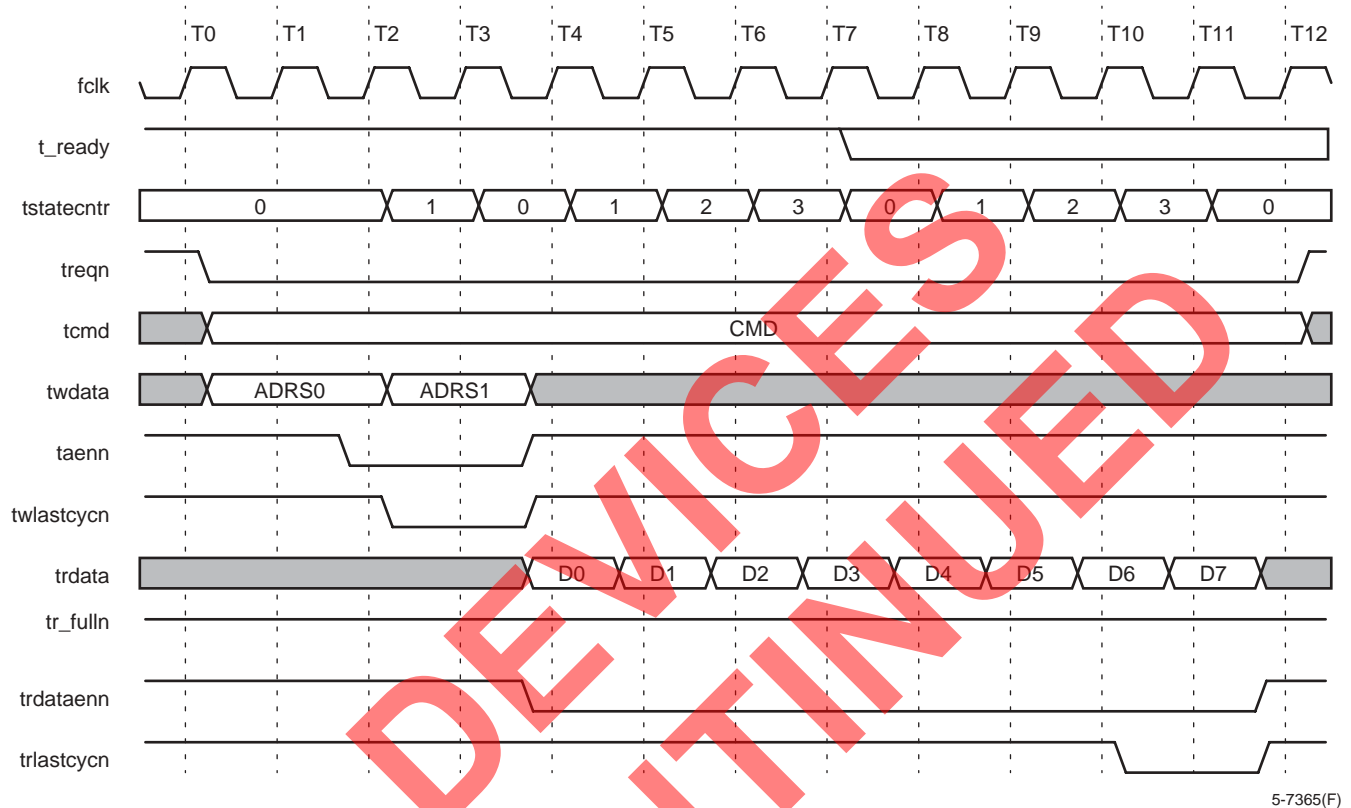 T0 T1 T2 T3 T4 T5 T6 T7 T8 T9 T10 T11 T12
fclk
t_ready
tstatecntr 0 1 0 1 2 3 0 1 2 3 0
treqn
tcmd CMD
twdata ADRS0 ADRS1
taenn
twlastcycn
trdata D0 D1 D2 D3 D4 D5 D6 D7
tr_fulln
trdataenn
trlastcycn
5-7365(F)
DEVICES
NTINUED